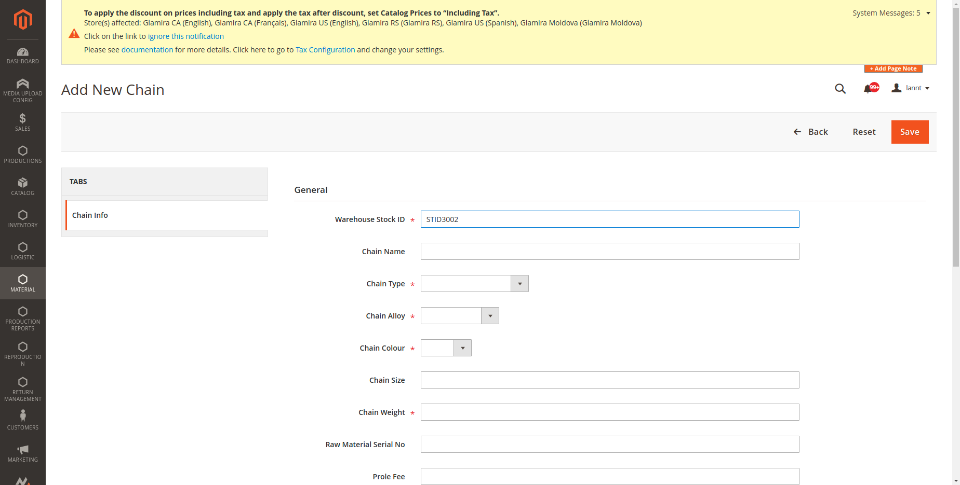 To apply the discount on prices including tax and apply the tax after discount, set Catalog Prices to "Including Tax".
Store(s) affected: Glamira CA (English), Glamira CA (Français), Glamira US (English), Glamira RS (Glamira RS), Glamira US (Spanish), Glamira Moldova (Glamira Moldova)
Click on the link to ignore this notification
Please see documentation for more details. Click here to go to Tax Configuration and change your settings.
System Messages: 5
+ Add Page Note
Add New Chain
99+
lannt
Back
Reset
Save
DASHBOARD
MEDIA UPLOAD
CONFIG
SALES
PRODUCTIONS
CATALOG
INVENTORY
LOGISTIC
MATERIAL
PRODUCTION
REPORTS
REPRODUCTIO
N
RETURN
MANAGEMENT
CUSTOMERS
MARKETING
TABS
Chain Info
General
Warehouse Stock ID *
STID3002
Chain Name
Chain Type *
Chain Alloy *
Chain Colour *
Chain Size
Chain Weight *
Raw Material Serial No
Prole Fee